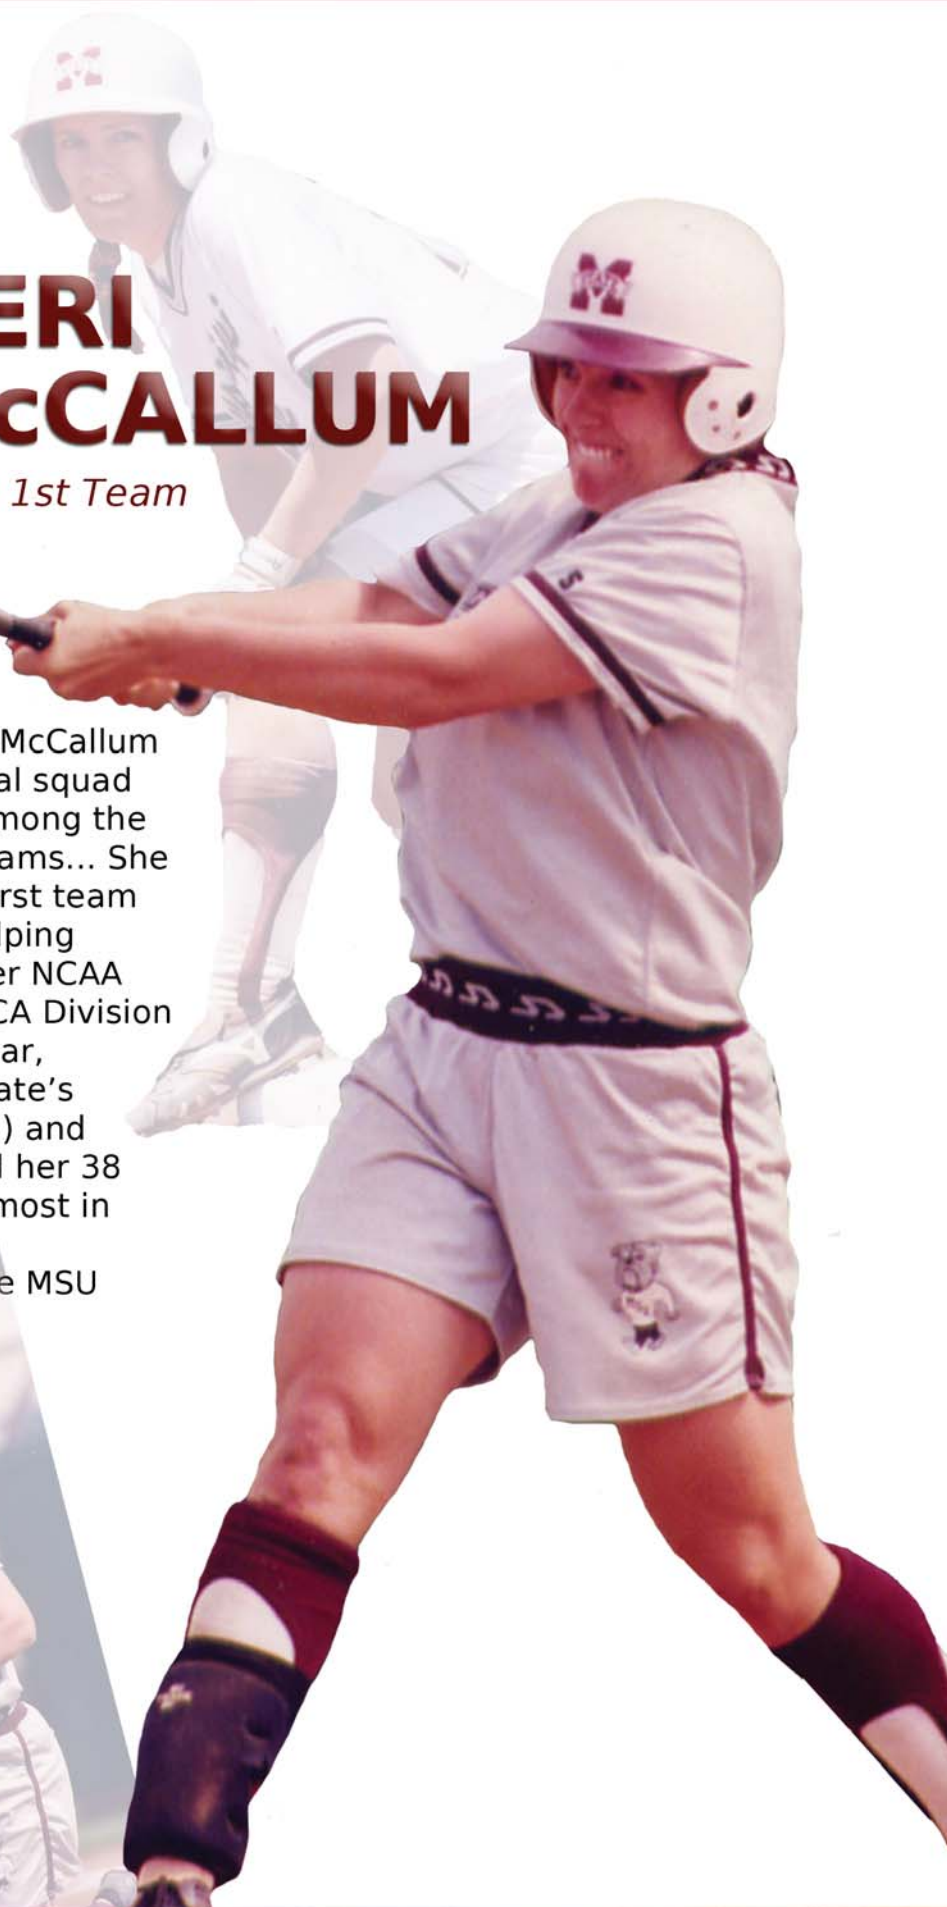 ERI
cCALLUM
1st Team
McCallum
al squad
mong the
ams... She
rst team
lping
er NCAA
CA Division
ar,
ate's
) and
her 38
most in
e MSU
M
STATE
M
S